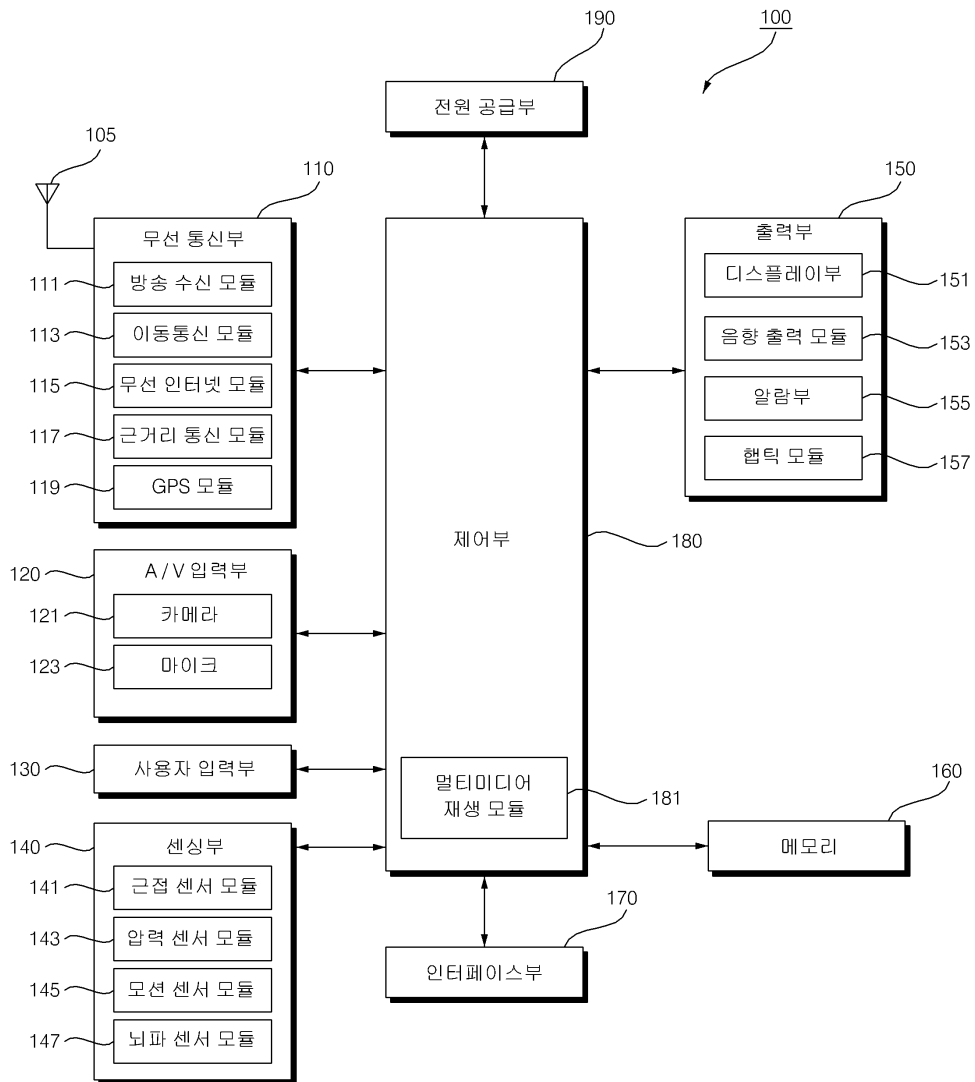 190
100
전원 공급부
105
110
150
무선 통신부
출력부
111
방송 수신 모듈
디스플레이부
151
113
이동통신 모듈
음향 출력 모듈
153
115
무선 인터넷 모듈
알람부
155
117
근거리 통신 모듈
햅틱 모듈
157
119
GPS 모듈
제어부
180
120
A / V 입력부
121
카메라
123
마이크
130
사용자 입력부
멀티미디어
재생 모듈
181
160
메모리
140
센싱부
141
근접 센서 모듈
143
압력 센서 모듈
145
모션 센서 모듈
147
뇌파 센서 모듈
170
인터페이스부